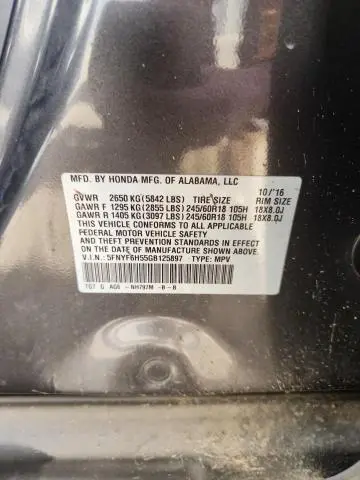 MFD. BY HONDA MFG. OF ALABAMA, LLC 10/'16
GVWR 2650 KG(5842 LBS) TIRE SIZE RIM SIZE
GAWR F 1295 KG(2855 LBS) 245/60R18 105H 18X8.0J
GAWR R 1405 KG(3097 LBS) 245/60R18 105H 18X8.0J
THIS VEHICLE CONFORMS TO ALL APPLICABLE
FEDERAL MOTOR VEHICLE SAFETY AND
THEFT PREVENTION STANDARDS IN EFFECT ON
THE DATE OF MANUFACTURE SHOWN ABOVE.
V.I.N.: 5FNYF6H55GB125897 TYPE: MPV
TG7 G A06 -NH797M -B-B